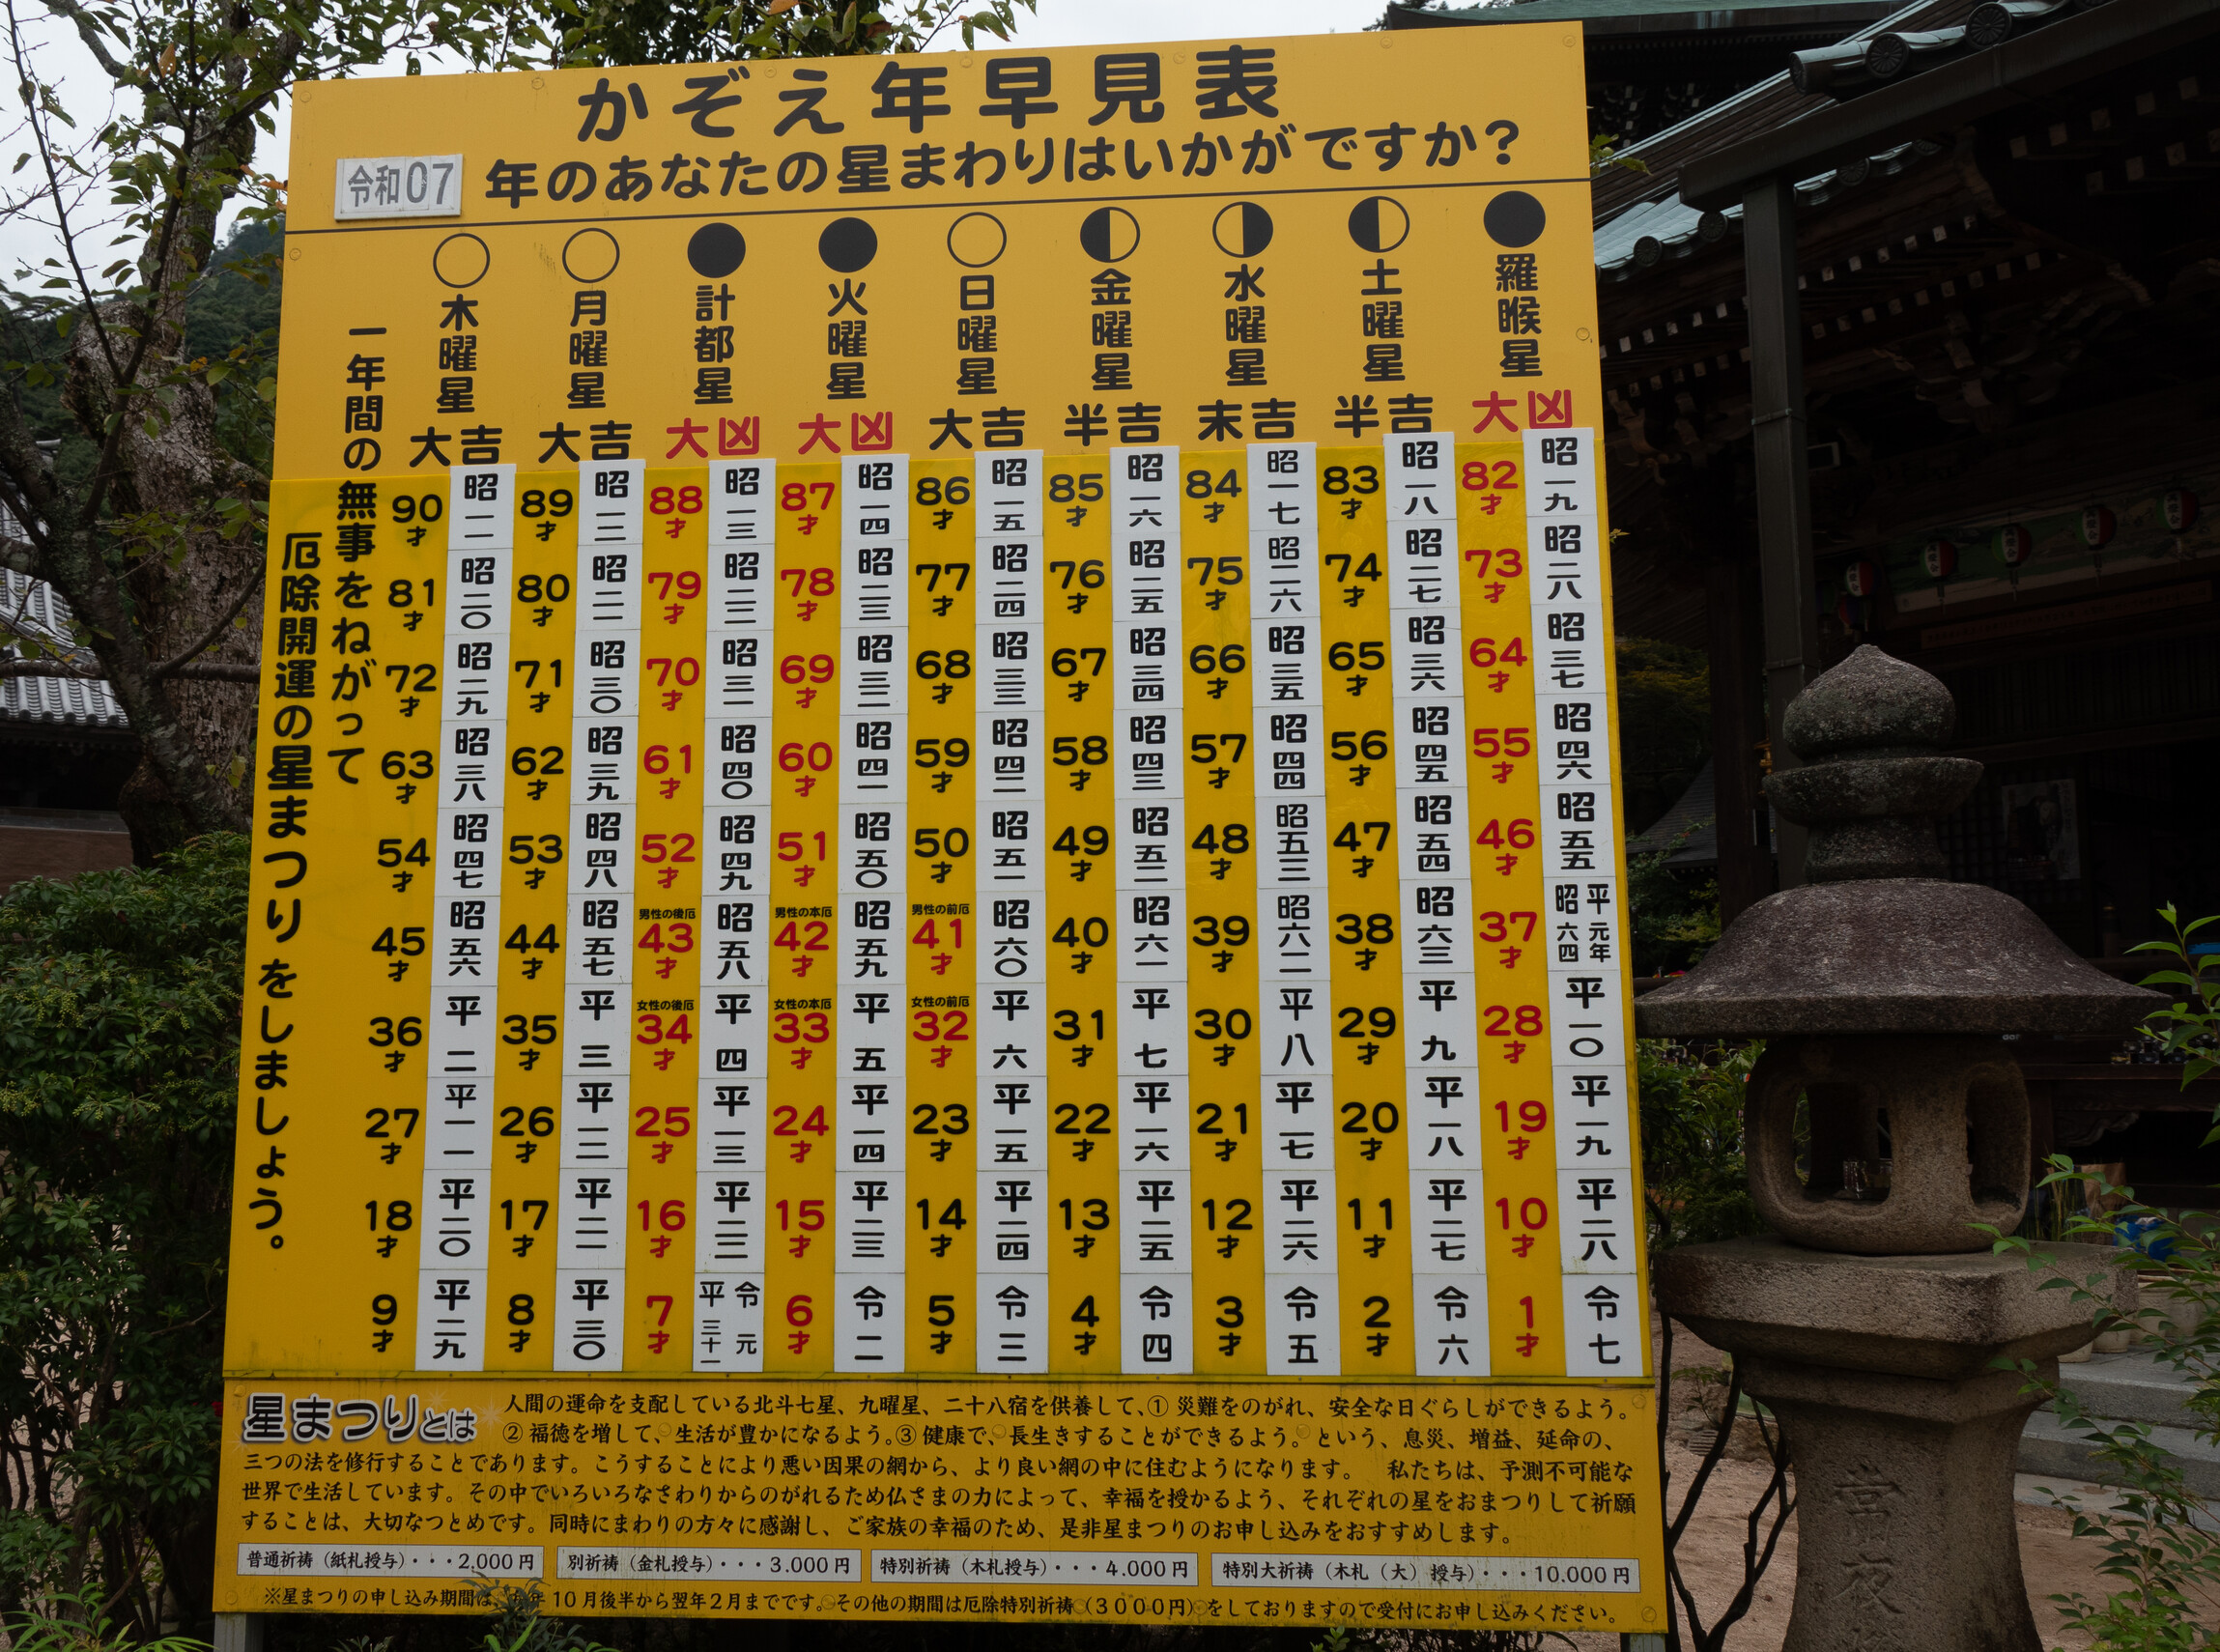 かぞえ年早見表
令和07年のあなたの星まわりはいかがですか?
羅睺星
大凶
82才 昭一九
73才 昭二八
64才 昭三七
55才 昭四六
46才 昭五五
37才 平元年 昭六四
28才 平一〇
19才 平一九
10才 平二八
1才 令七
土曜星
半吉
83才 昭一八
74才 昭二七
65才 昭三六
56才 昭四五
47才 昭五四
38才 昭六三
29才 平九
20才 平一八
11才 平二七
2才 令六
水曜星
末吉
84才 昭一七
75才 昭二六
66才 昭三五
57才 昭四四
48才 昭五三
39才 昭六二
30才 平八
21才 平一七
12才 平二六
3才 令五
金曜星
半吉
85才 昭一六
76才 昭二五
67才 昭三四
58才 昭四三
49才 昭五二
40才 昭六一
31才 平七
22才 平一六
13才 平二五
4才 令四
日曜星
大吉
86才 昭一五
77才 昭二四
68才 昭三三
59才 昭四二
50才 昭五一
男性の前厄
41才 昭六〇
女性の前厄
32才 平六
23才 平一五
14才 平二四
5才 令三
火曜星
大凶
87才 昭一四
78才 昭二三
69才 昭三二
60才 昭四一
51才 昭五〇
男性の本厄
42才 昭五九
女性の本厄
33才 平五
24才 平一四
15才 平二三
6才 令二
計都星
大凶
88才 昭一三
79才 昭二二
70才 昭三一
61才 昭四〇
52才 昭四九
男性の後厄
43才 昭五八
女性の後厄
34才 平四
25才 平一三
16才 平二二
7才 令元 平三十一
月曜星
大吉
89才 昭一二
80才 昭二一
71才 昭三〇
62才 昭三九
53才 昭四八
44才 昭五七
35才 平三
26才 平一二
17才 平二一
8才 平三〇
木曜星
大吉
90才 昭一一
81才 昭二〇
72才 昭二九
63才 昭三八
54才 昭四七
45才 昭五六
36才 平二
27才 平一一
18才 平二〇
9才 平二九
一年間の無事をねがって
厄除開運の星まつりをしましょう。
星まつりとは
人間の運命を支配している北斗七星、九曜星、二十八宿を供養して、① 災難をのがれ、安全な日ぐらしができるよう。
② 福徳を増して、生活が豊かになるよう。③ 健康で、長生きすることができるよう。という、息災、増益、延命の、
三つの法を修行することであります。こうすることにより悪い因果の網から、より良い網の中に住むようになります。 私たちは、予測不可能な
世界で生活しています。その中でいろいろなさわりからのがれるため仏さまの力によって、幸福を授かるよう、それぞれの星をおまつりして祈願
することは、大切なつとめです。同時にまわりの方々に感謝し、ご家族の幸福のため、是非星まつりのお申し込みをおすすめします。
普通祈祷(紙札授与)・・・2,000円
別祈祷(金札授与)・・・3,000円
特別祈祷(木札授与)・・・4,000円
特別大祈祷(木札(大)授与)・・・10,000円
※星まつりの申し込み期間は、年10月後半から翌年2月までです。その他の期間は厄除特別祈祷(3000円)をしておりますので受付にお申し込みください。